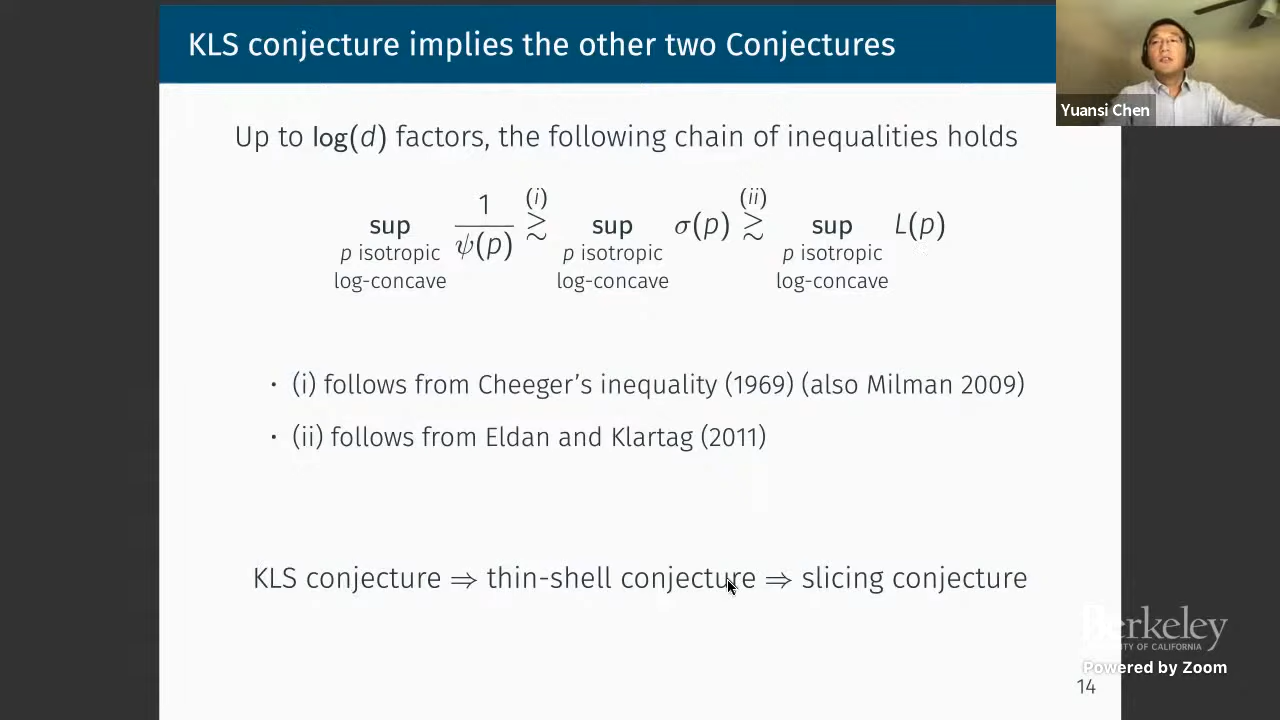 KLS conjecture implies the other two Conjectures
Yuansi Chen
Up to log(d) factors, the following chain of inequalities holds
sup 1/ψ(p) ≳ (i) sup σ(p) ≳ (ii) sup L(p)
p isotropic p isotropic p isotropic
log-concave log-concave log-concave
· (i) follows from Cheeger's inequality (1969) (also Milman 2009)
· (ii) follows from Eldan and Klartag (2011)
KLS conjecture ⇒ thin-shell conjecture ⇒ slicing conjecture
Berkeley
UNIVERSITY OF CALIFORNIA
Powered by Zoom
14